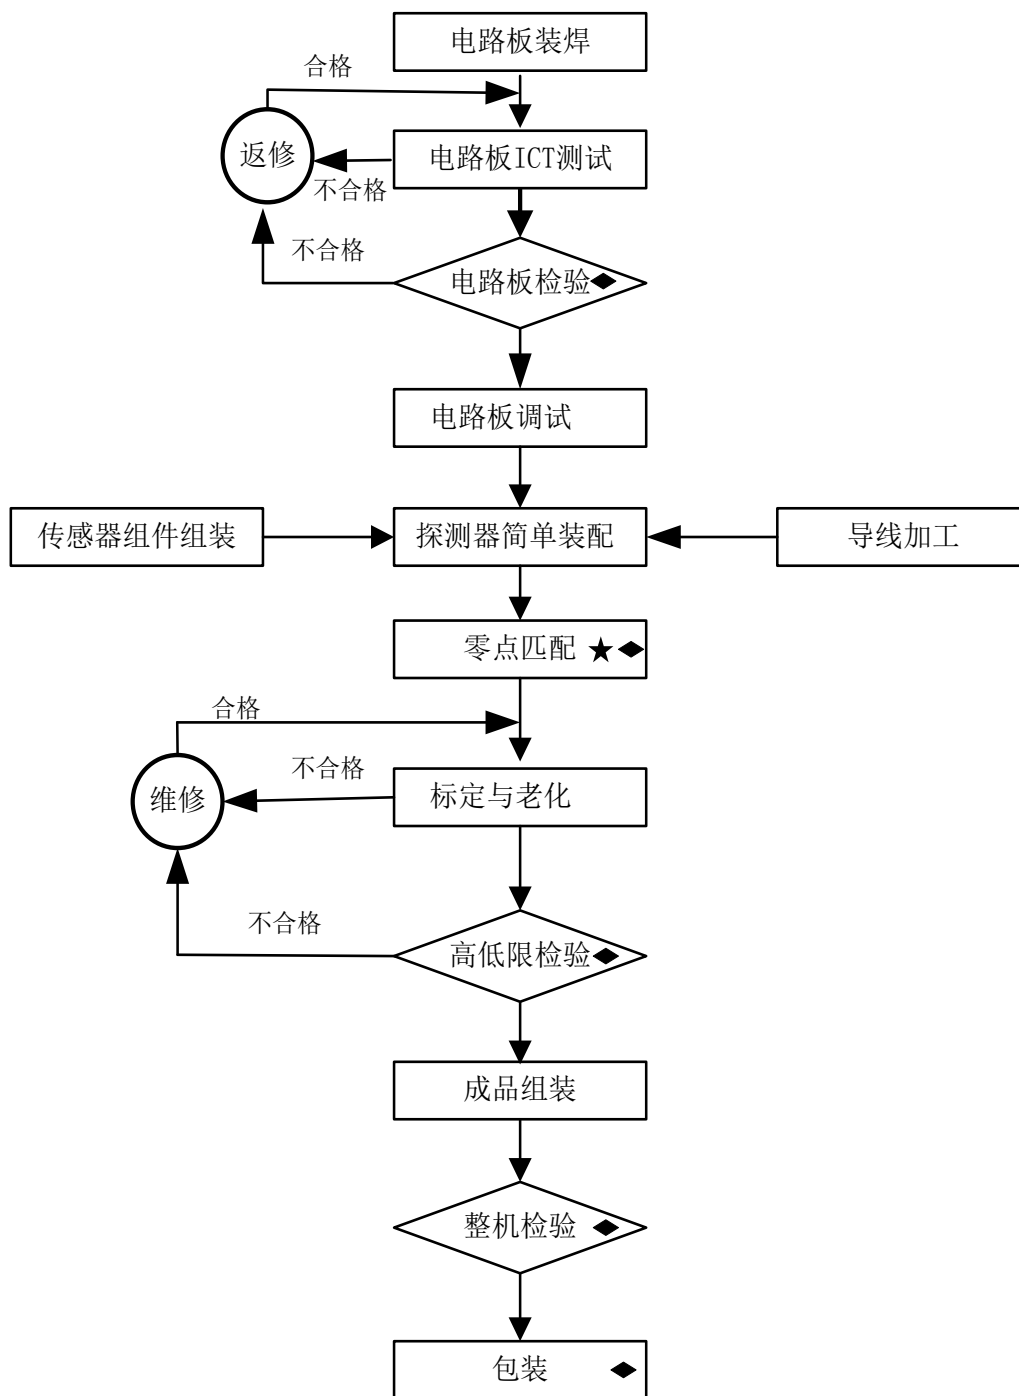 电路板装焊
合格
返修
电路板ICT测试
不合格
不合格
电路板检验◆
电路板调试
传感器组件组装
探测器简单装配
导线加工
零点匹配 ★◆
合格
不合格
维修
标定与老化
不合格
高低限检验◆
成品组装
整机检验 ◆
包装 ◆